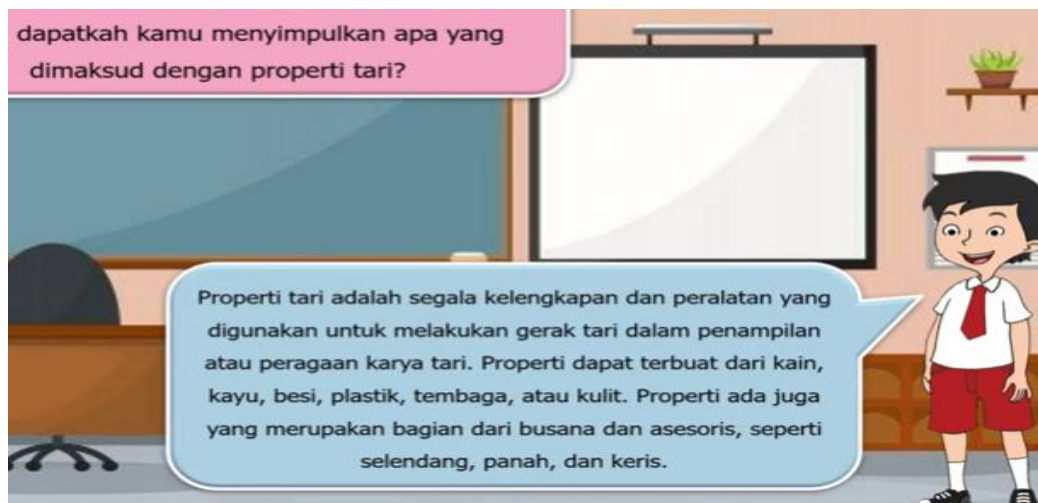 dapatkah kamu menyimpulkan apa yang
dimaksud dengan properti tari?
Properti tari adalah segala kelengkapan dan peralatan yang
digunakan untuk melakukan gerak tari dalam penampilan
atau peragaan karya tari. Properti dapat terbuat dari kain,
kayu, besi, plastik, tembaga, atau kulit. Properti ada juga
yang merupakan bagian dari busana dan asesoris, seperti
selendang, panah, dan keris.